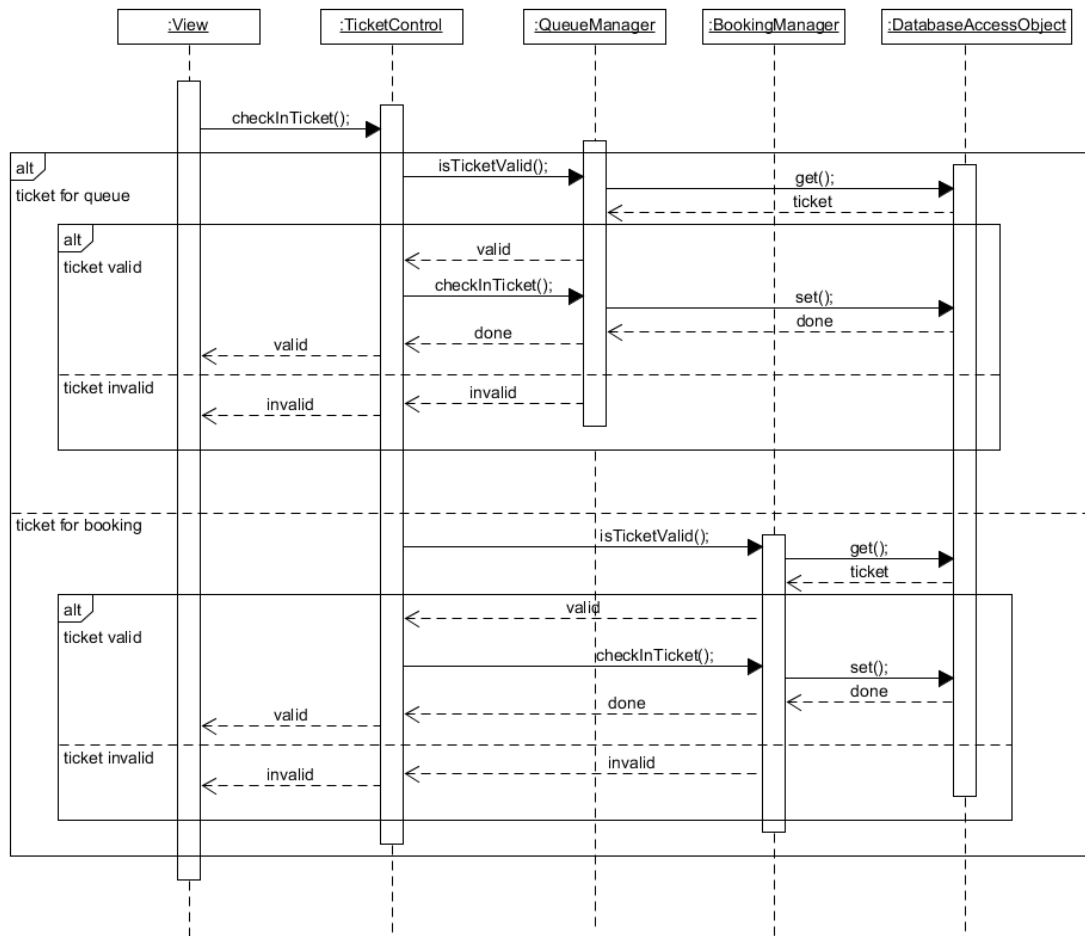 :View
:TicketControl
:QueueManager
:BookingManager
:DatabaseAccessObject
checkInTicket();
alt
isTicketValid();
ticket for queue
get();
ticket
alt
valid
ticket valid
checkInTicket();
set();
done
done
valid
ticket invalid
invalid
invalid
ticket for booking
isTicketValid();
get();
ticket
alt
valid
ticket valid
checkInTicket();
set();
done
done
valid
ticket invalid
invalid
invalid